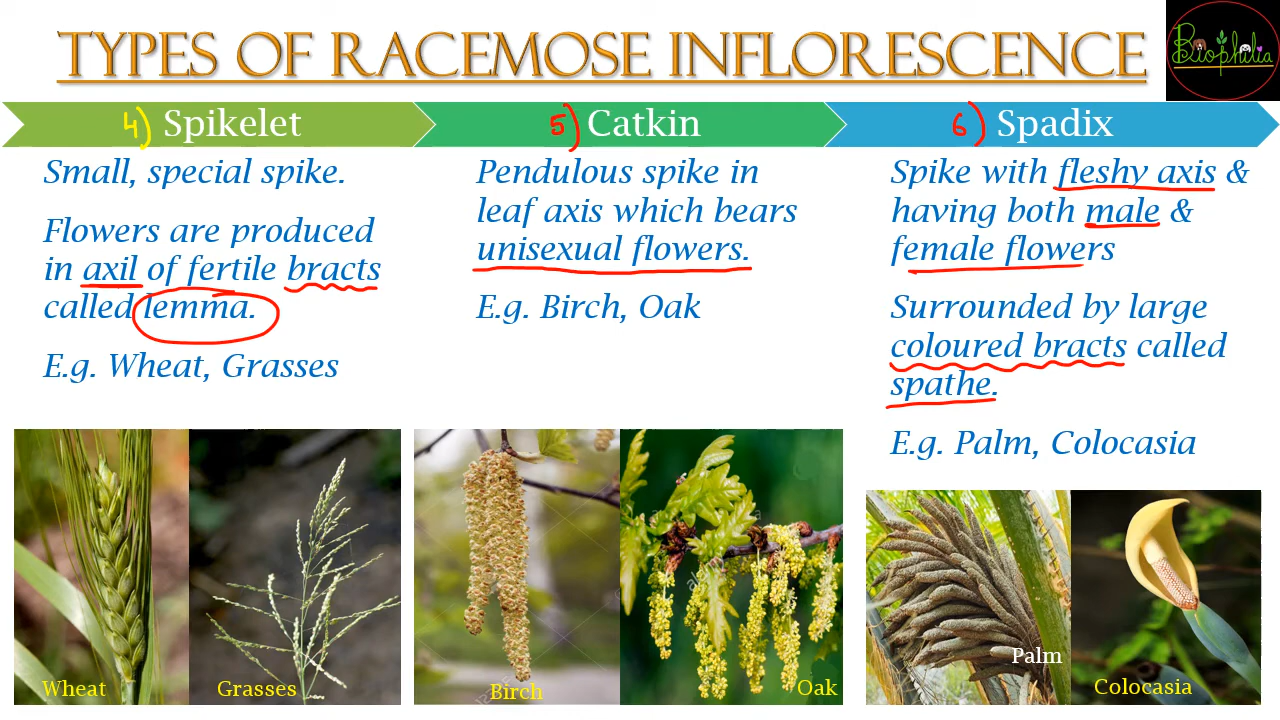 TYPES OF RACEMOSE INFLORESCENCE
Biophilia
4) Spikelet
Small, special spike.
Flowers are produced
in axil of fertile bracts
called lemma.
E.g. Wheat, Grasses
Wheat
Grasses
5) Catkin
Pendulous spike in
leaf axis which bears
unisexual flowers.
E.g. Birch, Oak
Birch
Oak
6) Spadix
Spike with fleshy axis &
having both male &
female flowers
Surrounded by large
coloured bracts called
spathe.
E.g. Palm, Colocasia
Palm
Colocasia